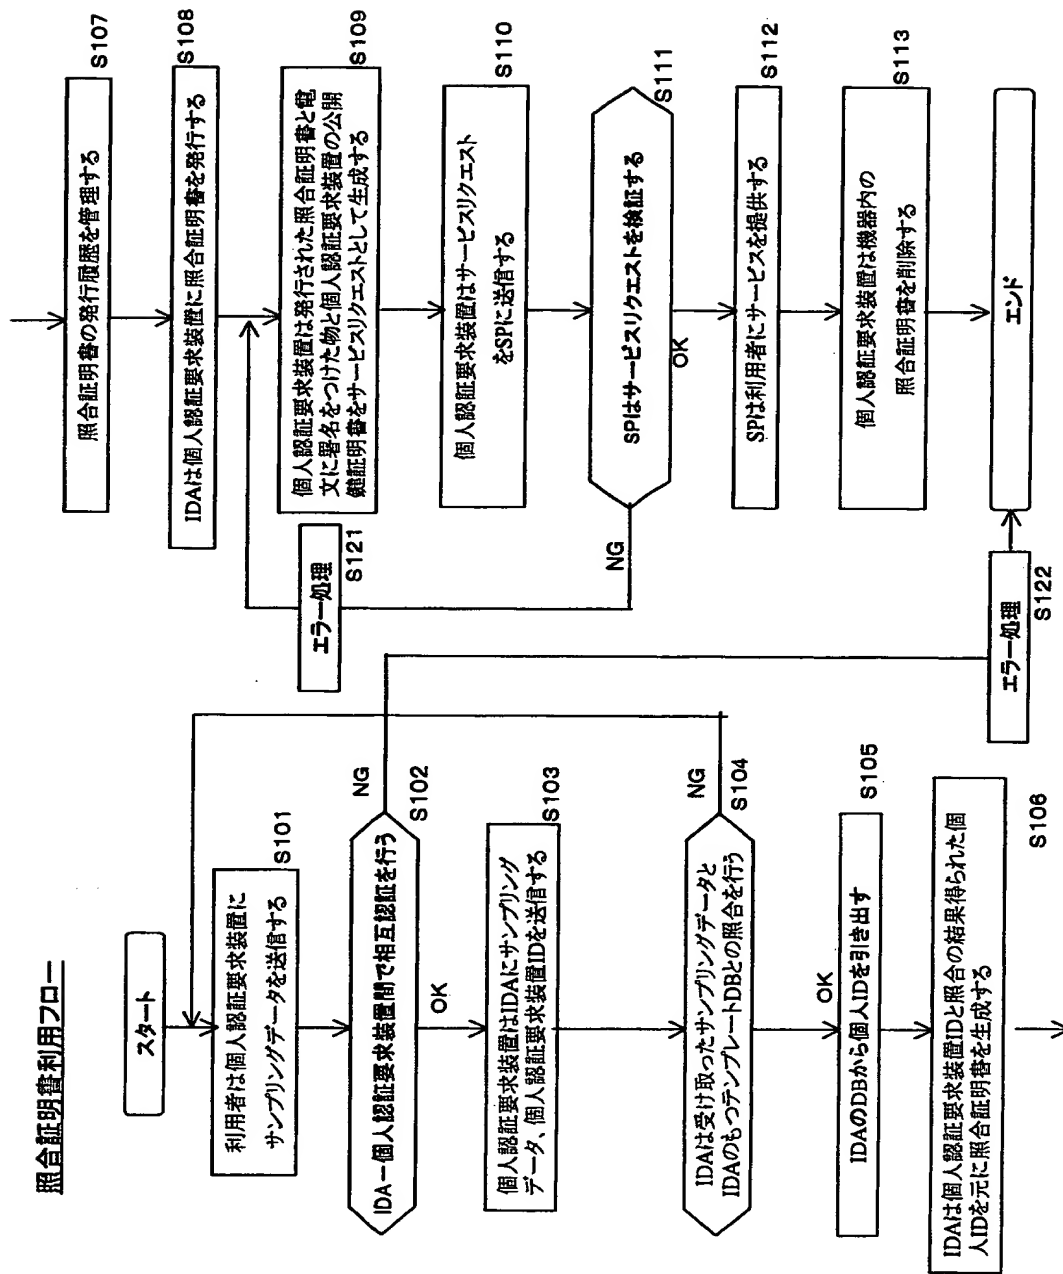 照合証明書利用フロー
スタート
利用者は個人認証要求装置に
サンプリングデータを送信する
S101
IDAー個人認証要求装置間で相互認証を行う
NG
S102
OK
個人認証要求装置はIDAにサンプリング
データ、個人認証要求装置IDを送信する
S103
IDAは受け取ったサンプリングデータと
IDAのもつテンプレートDBとの照合を行う
NG
S104
OK
IDAのDBから個人IDを引き出す
S105
IDAは個人認証要求装置IDと照合の結果得られた個
人IDを元に照合証明書を生成する
S106
照合証明書の発行履歴を管理する
S107
IDAは個人認証要求装置に照合証明書を発行する
S108
個人認証要求装置は発行された照合証明書と電
文に署名をつけた物と個人認証要求装置の公開
鍵証明書をサービスリクエストとして生成する
S109
エラー処理
S121
個人認証要求装置はサービスリクエスト
をSPに送信する
S110
SPはサービスリクエストを検証する
S111
NG
OK
SPは利用者にサービスを提供する
S112
個人認証要求装置は機器内の
照合証明書を削除する
S113
エラー処理
S122
エンド